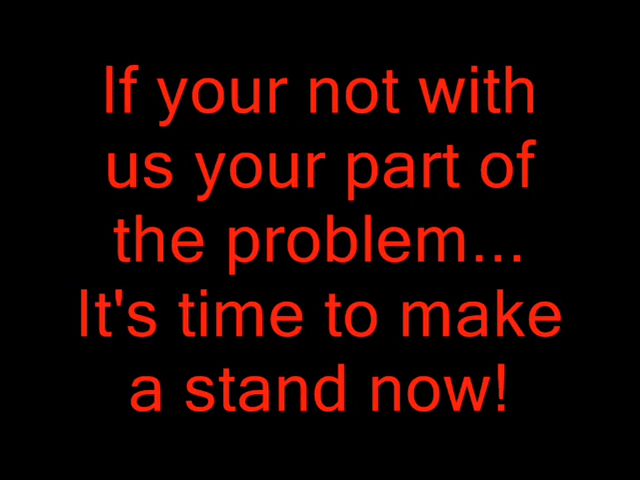 If your not with
us your part of
the problem...
It's time to make
a stand now!